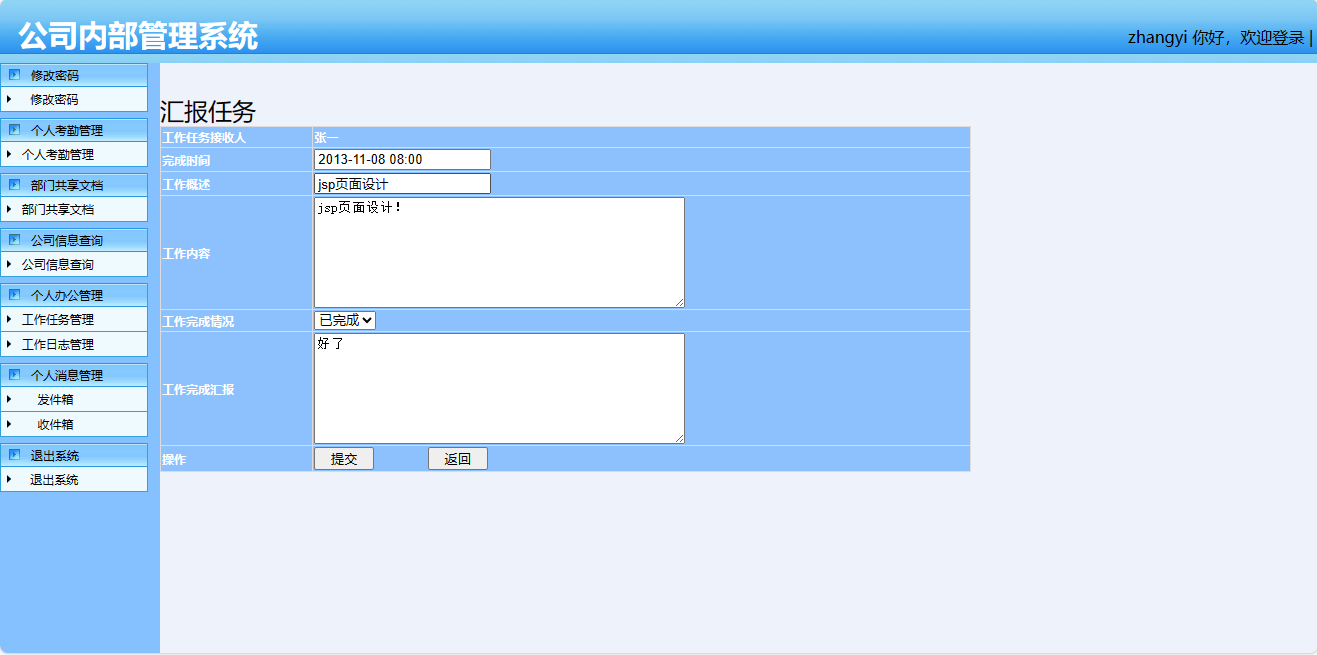 公司内部管理系统
zhangyi 你好，欢迎登录 |
修改密码
修改密码
个人考勤管理
个人考勤管理
部门共享文档
部门共享文档
公司信息查询
公司信息查询
个人办公管理
工作任务管理
工作日志管理
个人消息管理
发件箱
收件箱
退出系统
退出系统
汇报任务
工作任务接收人 张一
完成时间 2013-11-08 08:00
工作概述 jsp页面设计
工作内容 jsp页面设计！
工作完成情况 已完成
工作完成汇报 好了
操作 提交 返回